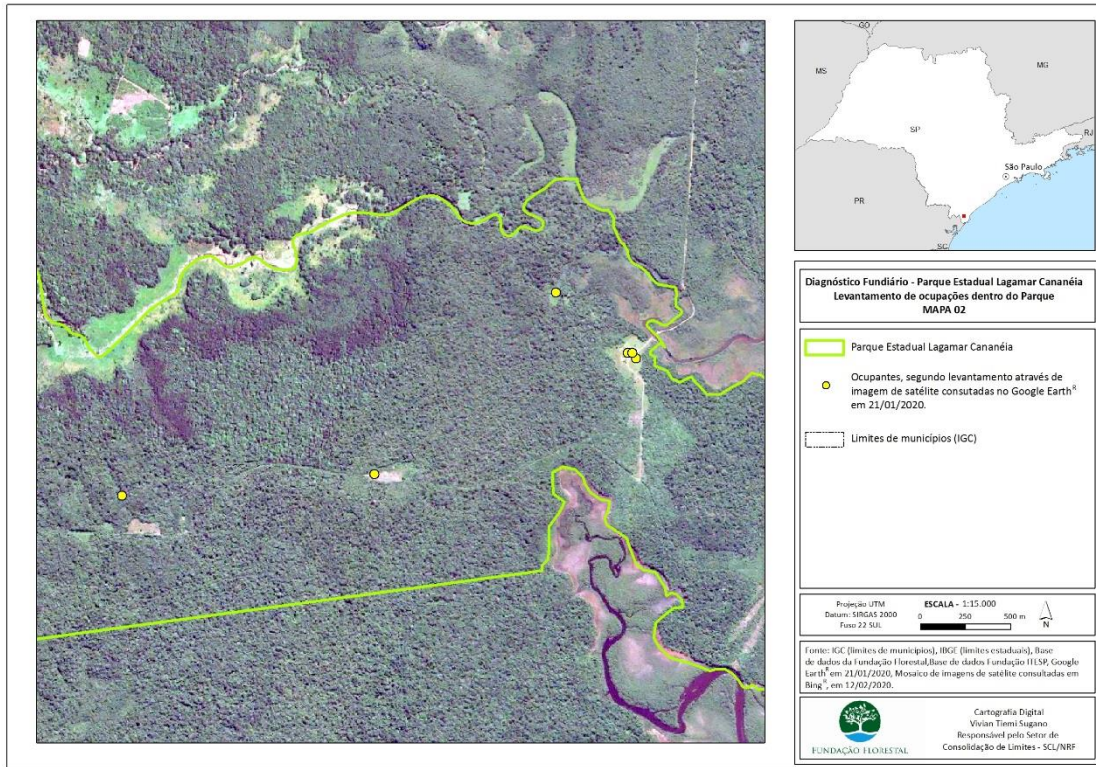 GO
MS
MG
SP
RJ
São Paulo
PR
SC
Diagnóstico Fundiário - Parque Estadual Lagamar Cananéia
Levantamento de ocupações dentro do Parque
MAPA 02
Parque Estadual Lagamar Cananéia
Ocupantes, segundo levantamento através de
imagem de satélite consutadas no Google Earth®
em 21/01/2020.
Limites de municípios (IGC)
Projeção UTM
Datum: SIRGAS 2000
Fuso 22 SUL
ESCALA - 1:15.000
0 250 500 m
N
Fonte: IGC (limites de municípios), IBGE (limites estaduais), Base
de dados da Fundação Florestal,Base de dados Fundação ITESP, Google
Earth® em 21/01/2020, Mosaico de imagens de satélite consultadas em
Bing®, em 12/02/2020.
FUNDAÇÃO FLORESTAL
Cartografia Digital
Vivian Tiemi Sugano
Responsável pelo Setor de
Consolidação de Limites - SCL/NRF